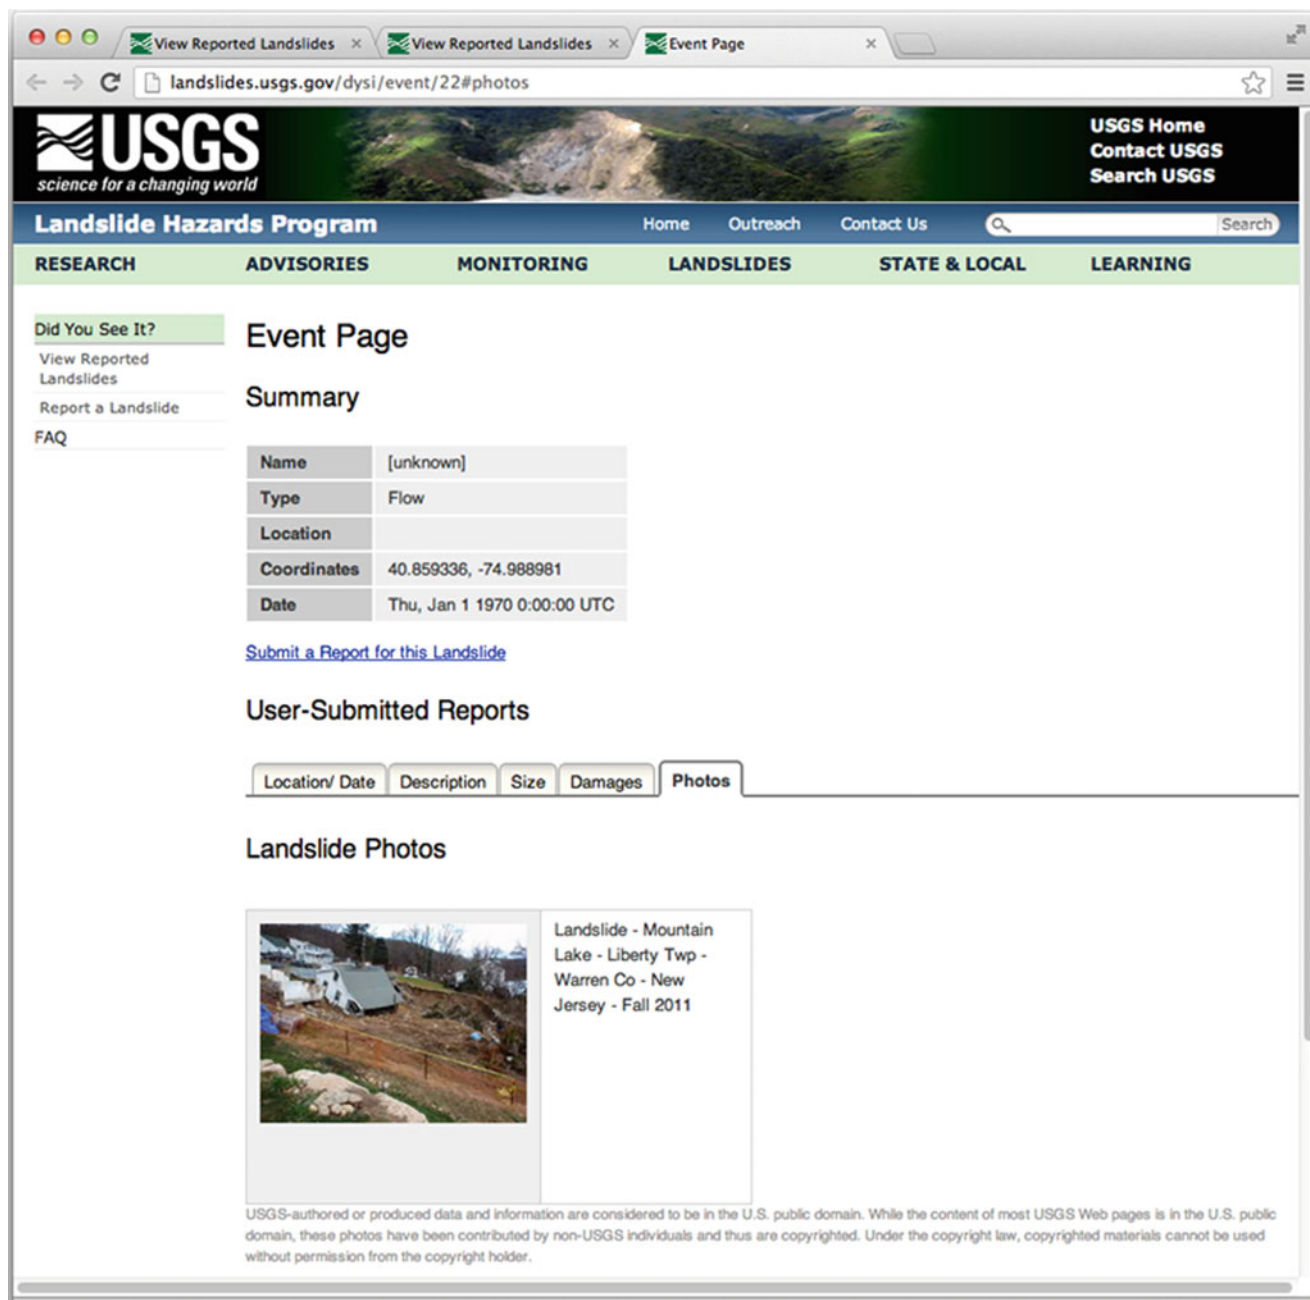 View Reported Landslides × View Reported Landslides × Event Page ×
landslides.usgs.gov/dysi/event/22#photos
USGS
science for a changing world
USGS Home
Contact USGS
Search USGS
Landslide Hazards Program Home Outreach Contact Us Search
RESEARCH ADVISORIES MONITORING LANDSLIDES STATE & LOCAL LEARNING
Did You See It?
View Reported
Landslides
Report a Landslide
FAQ
Event Page
Summary
Name [unknown]
Type Flow
Location
Coordinates 40.859336, -74.988981
Date Thu, Jan 1 1970 0:00:00 UTC
Submit a Report for this Landslide
User-Submitted Reports
Location/ Date Description Size Damages Photos
Landslide Photos
Landslide - Mountain
Lake - Liberty Twp -
Warren Co - New
Jersey - Fall 2011
USGS-authored or produced data and information are considered to be in the U.S. public domain. While the content of most USGS Web pages is in the U.S. public
domain, these photos have been contributed by non-USGS individuals and thus are copyrighted. Under the copyright law, copyrighted materials cannot be used
without permission from the copyright holder.